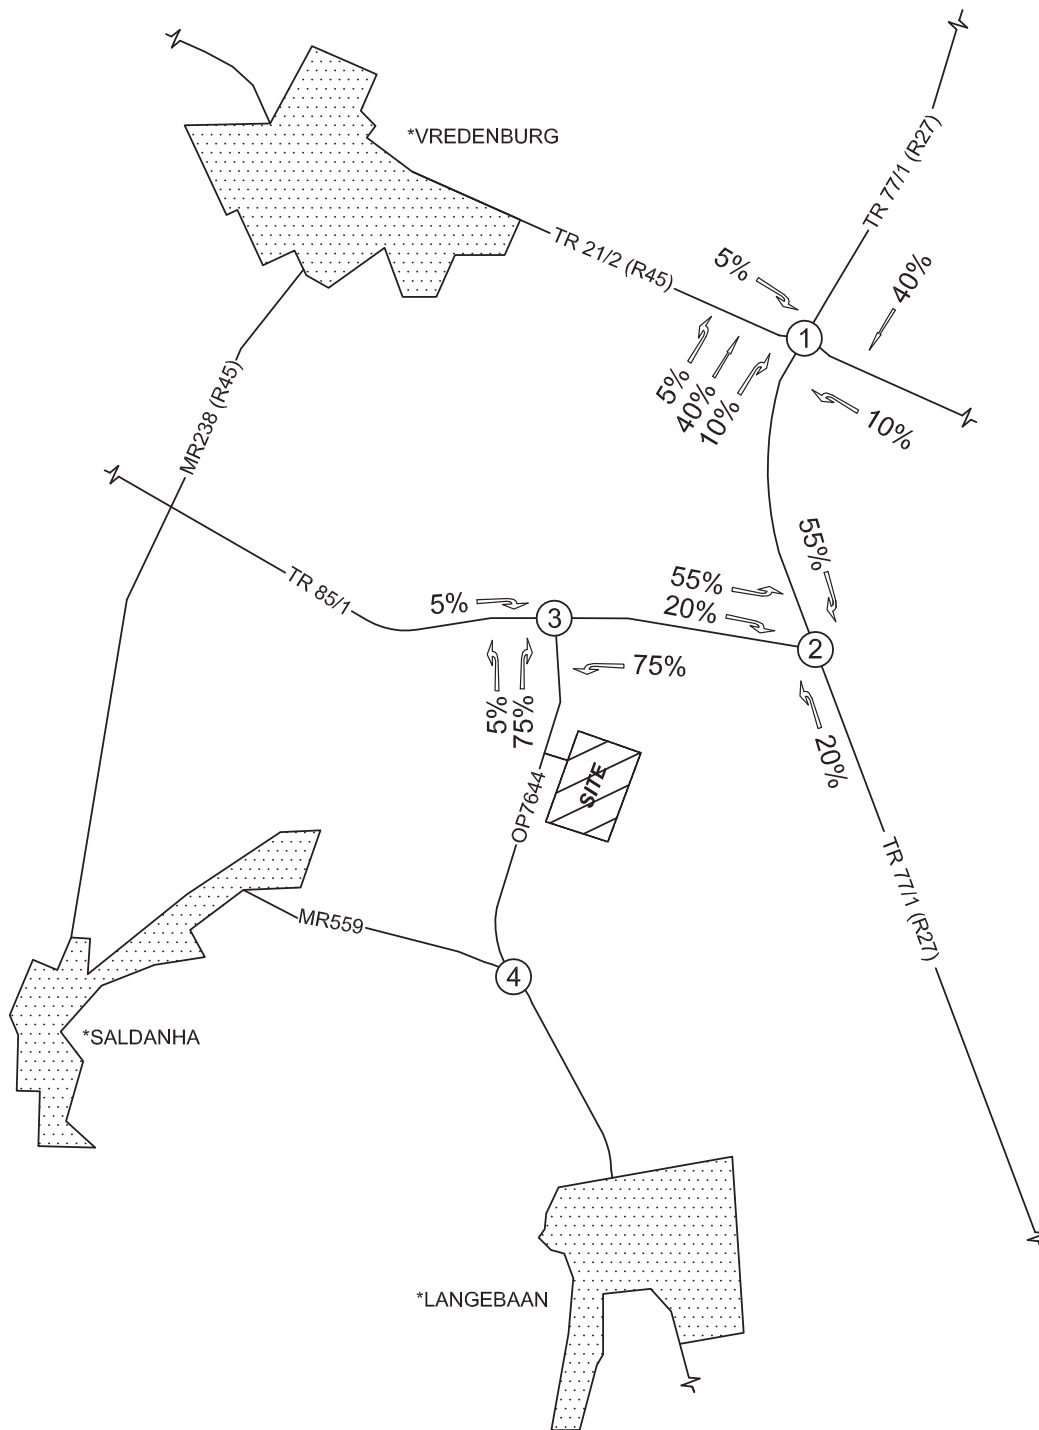 *VREDENBURG
TR 77/1 (R27)
TR 21/2 (R45)
5%
40%
1
5%
40%
10%
10%
MR238 (R45)
55%
TR 85/1
55%
20%
5%
3
2
75%
5%
75%
20%
SITE
OP7644
TR 77/1 (R27)
MR559
4
*SALDANHA
*LANGEBAAN